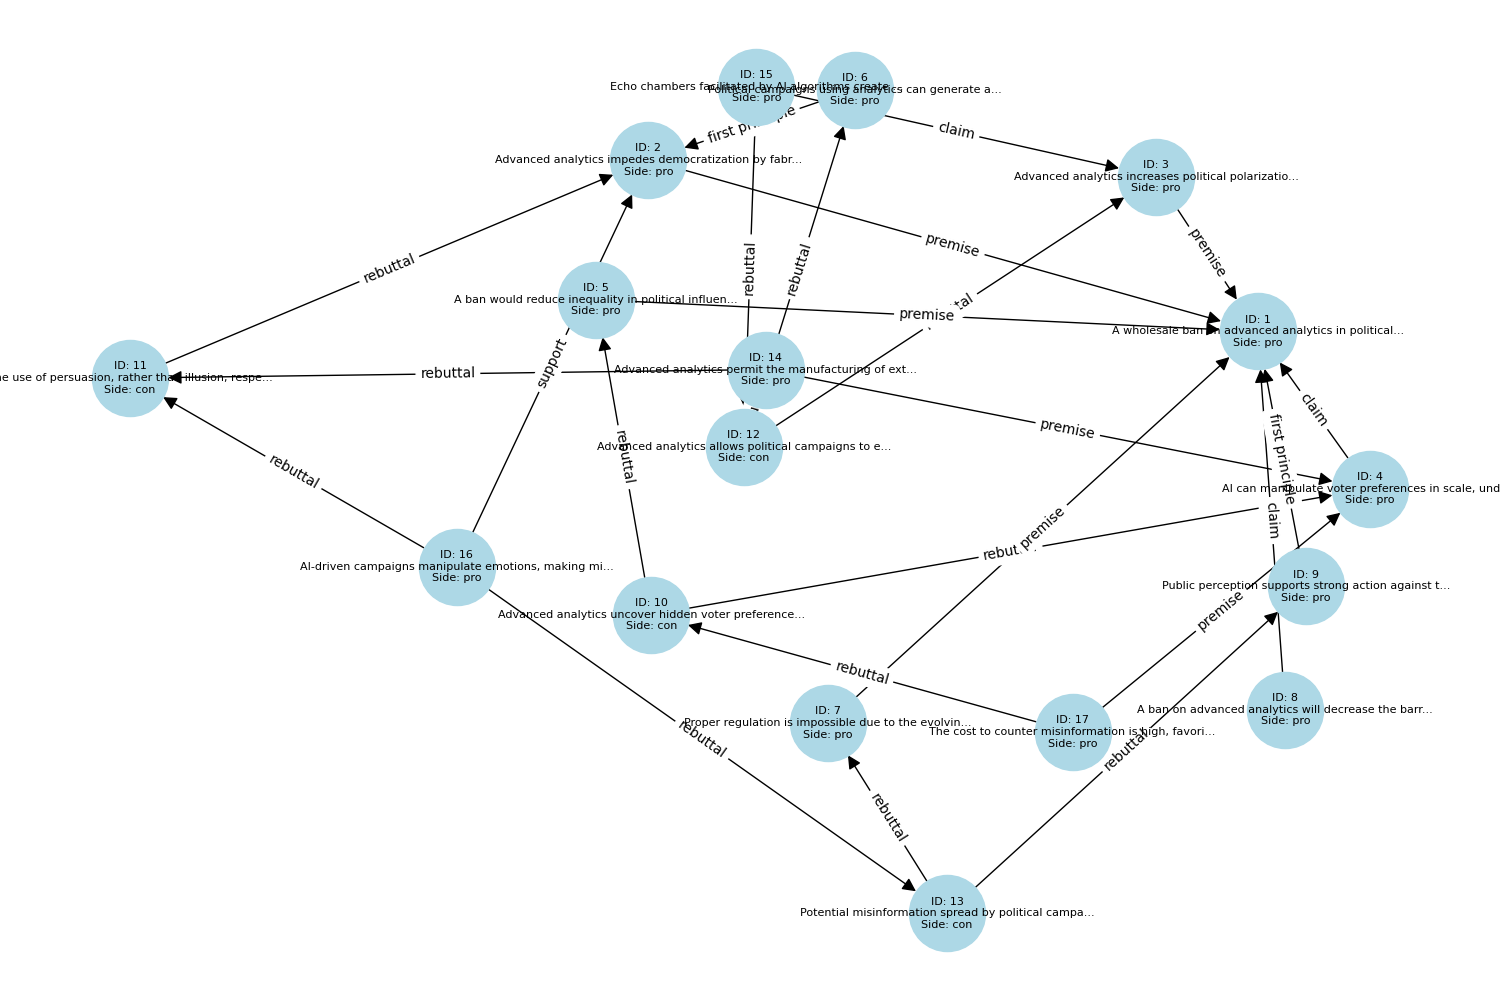 ID: 15
Echo chambers facilitated by AI algorithms create
Side: pro
ID: 6
Political campaigns using analytics can generate a...
Side: pro
first principle
claim
ID: 2
Advanced analytics impedes democratization by fabr...
Side: pro
ID: 3
Advanced analytics increases political polarizatio...
Side: pro
rebuttal
rebuttal
rebuttal
premise
premise
ID: 5
A ban would reduce inequality in political influen...
Side: pro
premise
ID: 1
A wholesale ban on advanced analytics in political...
Side: pro
ID: 11
use of persuasion, rather than illusion, respe...
Side: con
rebuttal
support
ID: 14
Advanced analytics permit the manufacturing of ext...
Side: pro
claim
premise
rebuttal
first principle
ID: 12
Advanced analytics allows political campaigns to e...
Side: con
rebuttal
ID: 4
AI can manipulate voter preferences in scale, und
Side: pro
claim
premise
ID: 16
AI-driven campaigns manipulate emotions, making mi...
Side: pro
ID: 10
Advanced analytics uncover hidden voter preference...
Side: con
ID: 9
Public perception supports strong action against t...
Side: pro
premise
rebuttal
rebuttal
ID: 7
Proper regulation is impossible due to the evolvin...
Side: pro
ID: 17
The cost to counter misinformation is high, favori...
Side: pro
ID: 8
A ban on advanced analytics will decrease the barr...
Side: pro
rebuttal
rebuttal
ID: 13
Potential misinformation spread by political campa...
Side: con